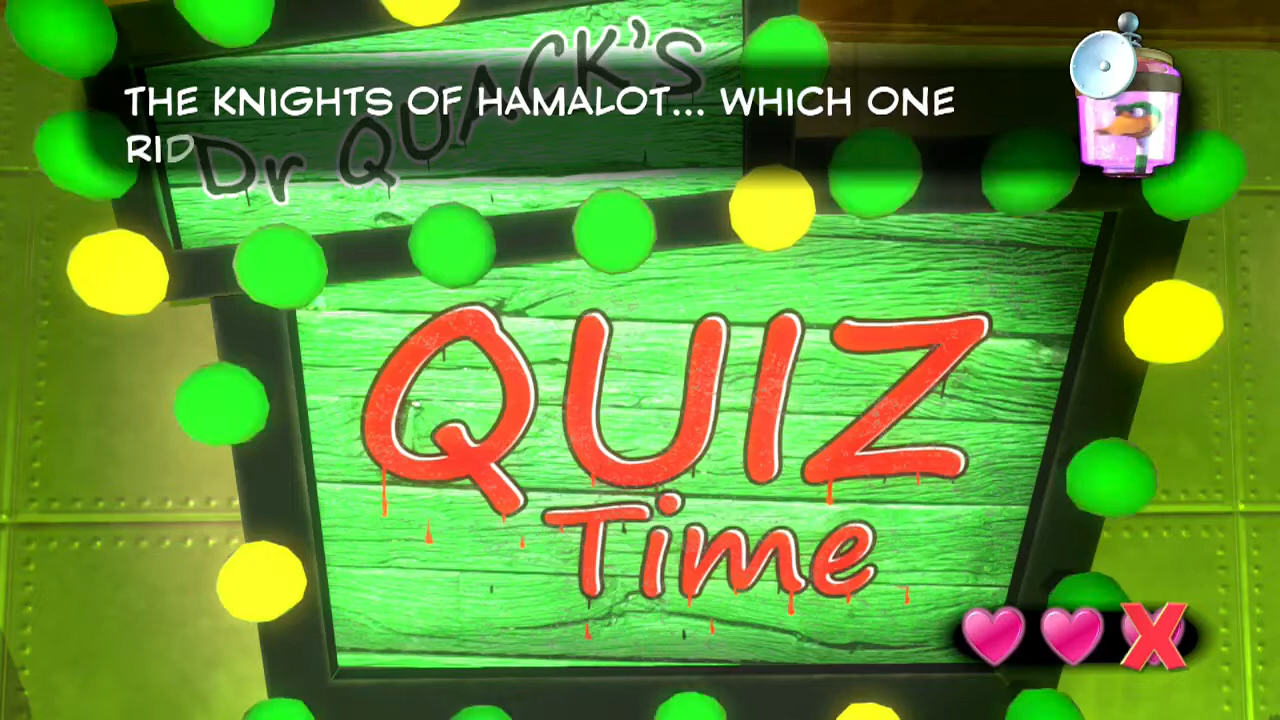 THE KNIGHTS OF HAMALOT... WHICH ONE
RID
Dr QUACK'S
QUIZ
Time
X